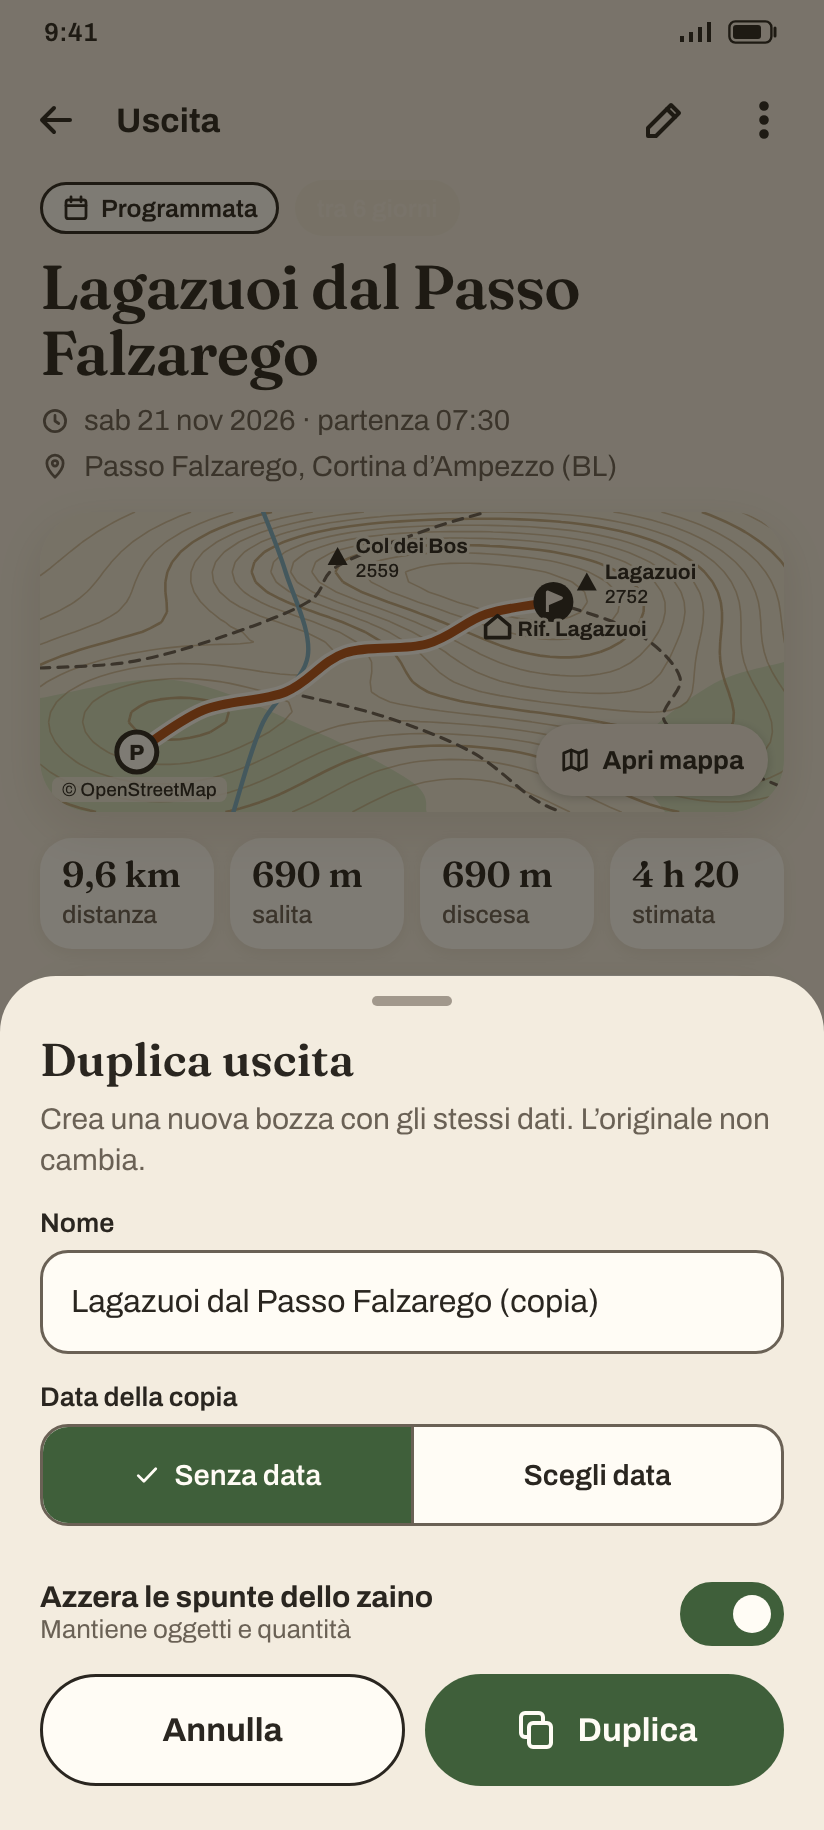 9:41
Uscita
Programmata
Lagazuoi dal Passo
Falzarego
sab 21 nov 2026 · partenza 07:30
Passo Falzarego, Cortina d’Ampezzo (BL)
Col dei Bos
2559
Lagazuoi
2752
Rif. Lagazuoi
P
Apri mappa
© OpenStreetMap
9,6 km
distanza
690 m
salita
690 m
discesa
4 h 20
stimata
Duplica uscita
Crea una nuova bozza con gli stessi dati. L’originale non
cambia.
Nome
Lagazuoi dal Passo Falzarego (copia)
Data della copia
Senza data
Scegli data
Azzera le spunte dello zaino
Mantiene oggetti e quantità
Annulla
Duplica